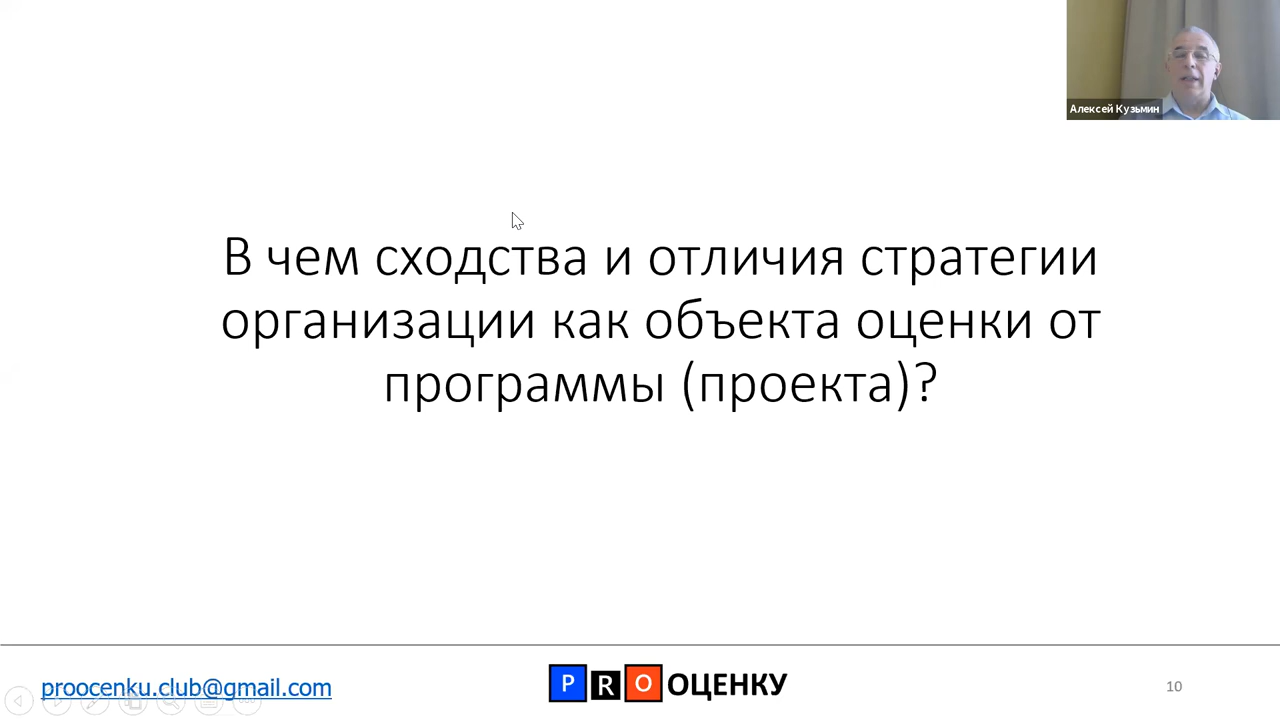 Алексей Кузьмин
В чем сходства и отличия стратегии
организации как объекта оценки от
программы (проекта)?
proocenku.club@gmail.com
PRO ОЦЕНКУ
10